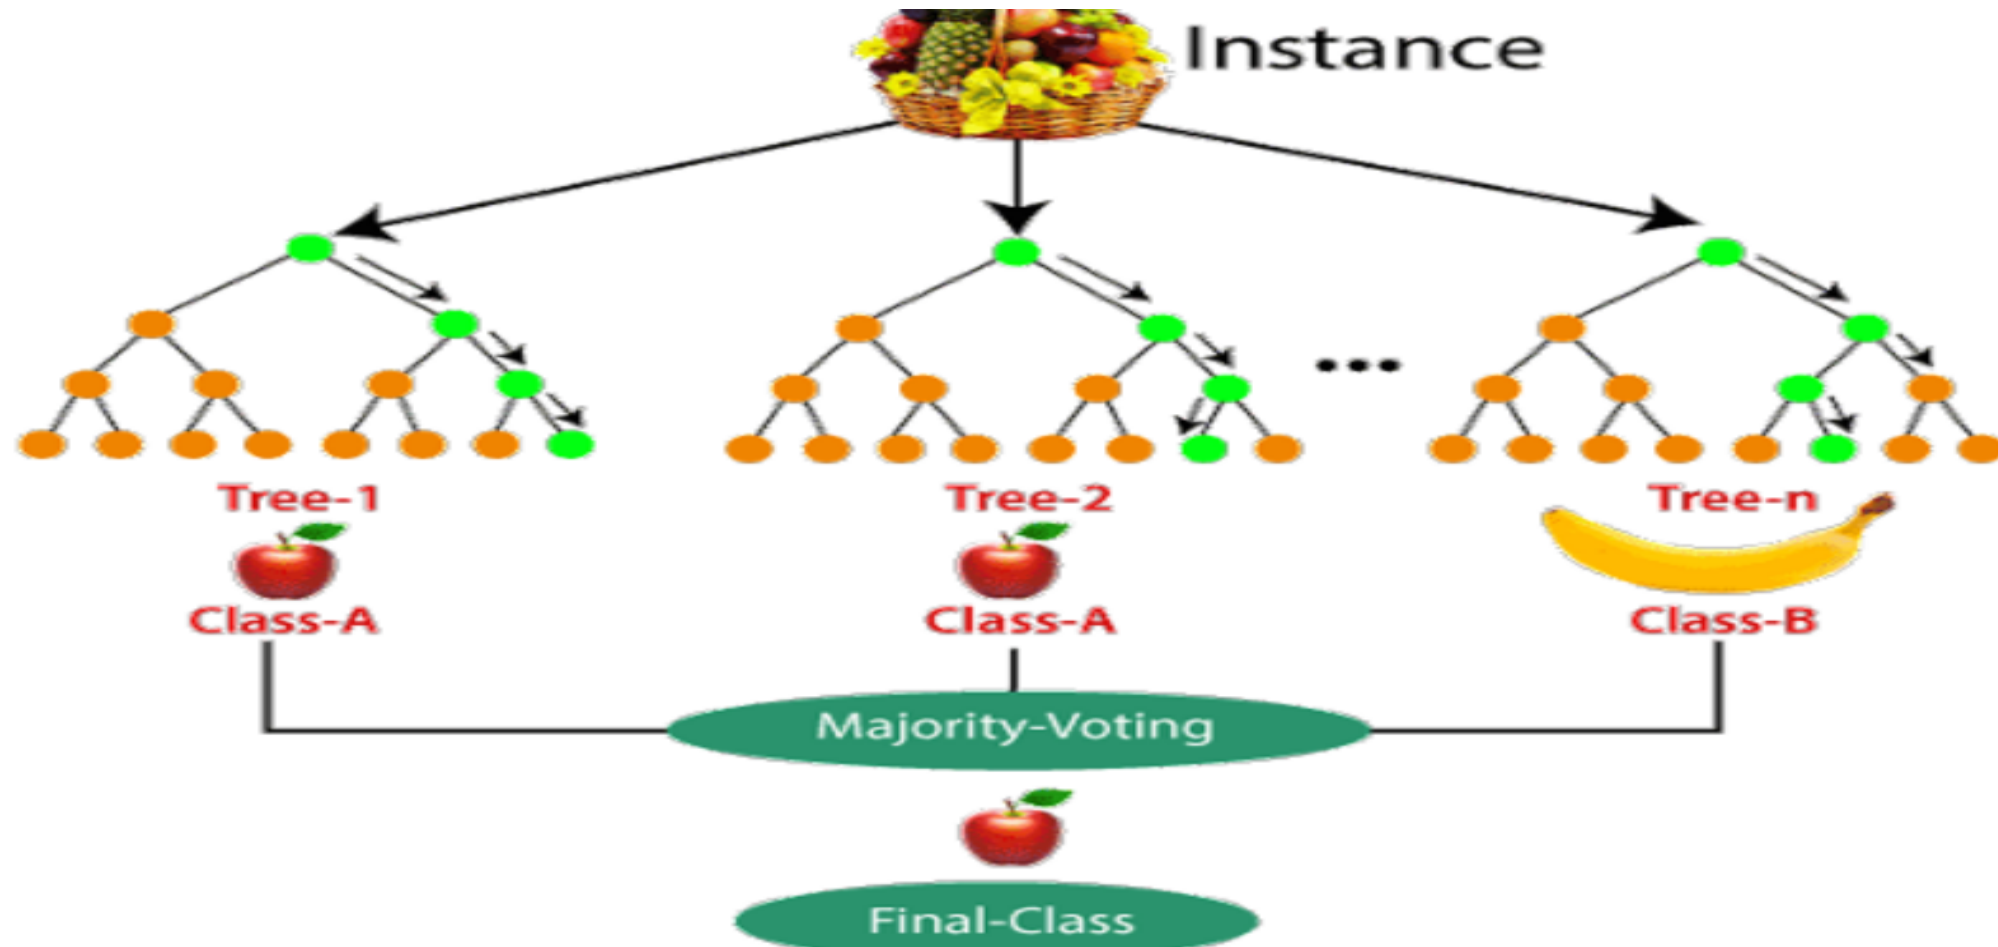 Instance
Tree-1
Tree-2
Tree-n
Class-A
Class-A
Class-B
Majority-Voting
Final-Class